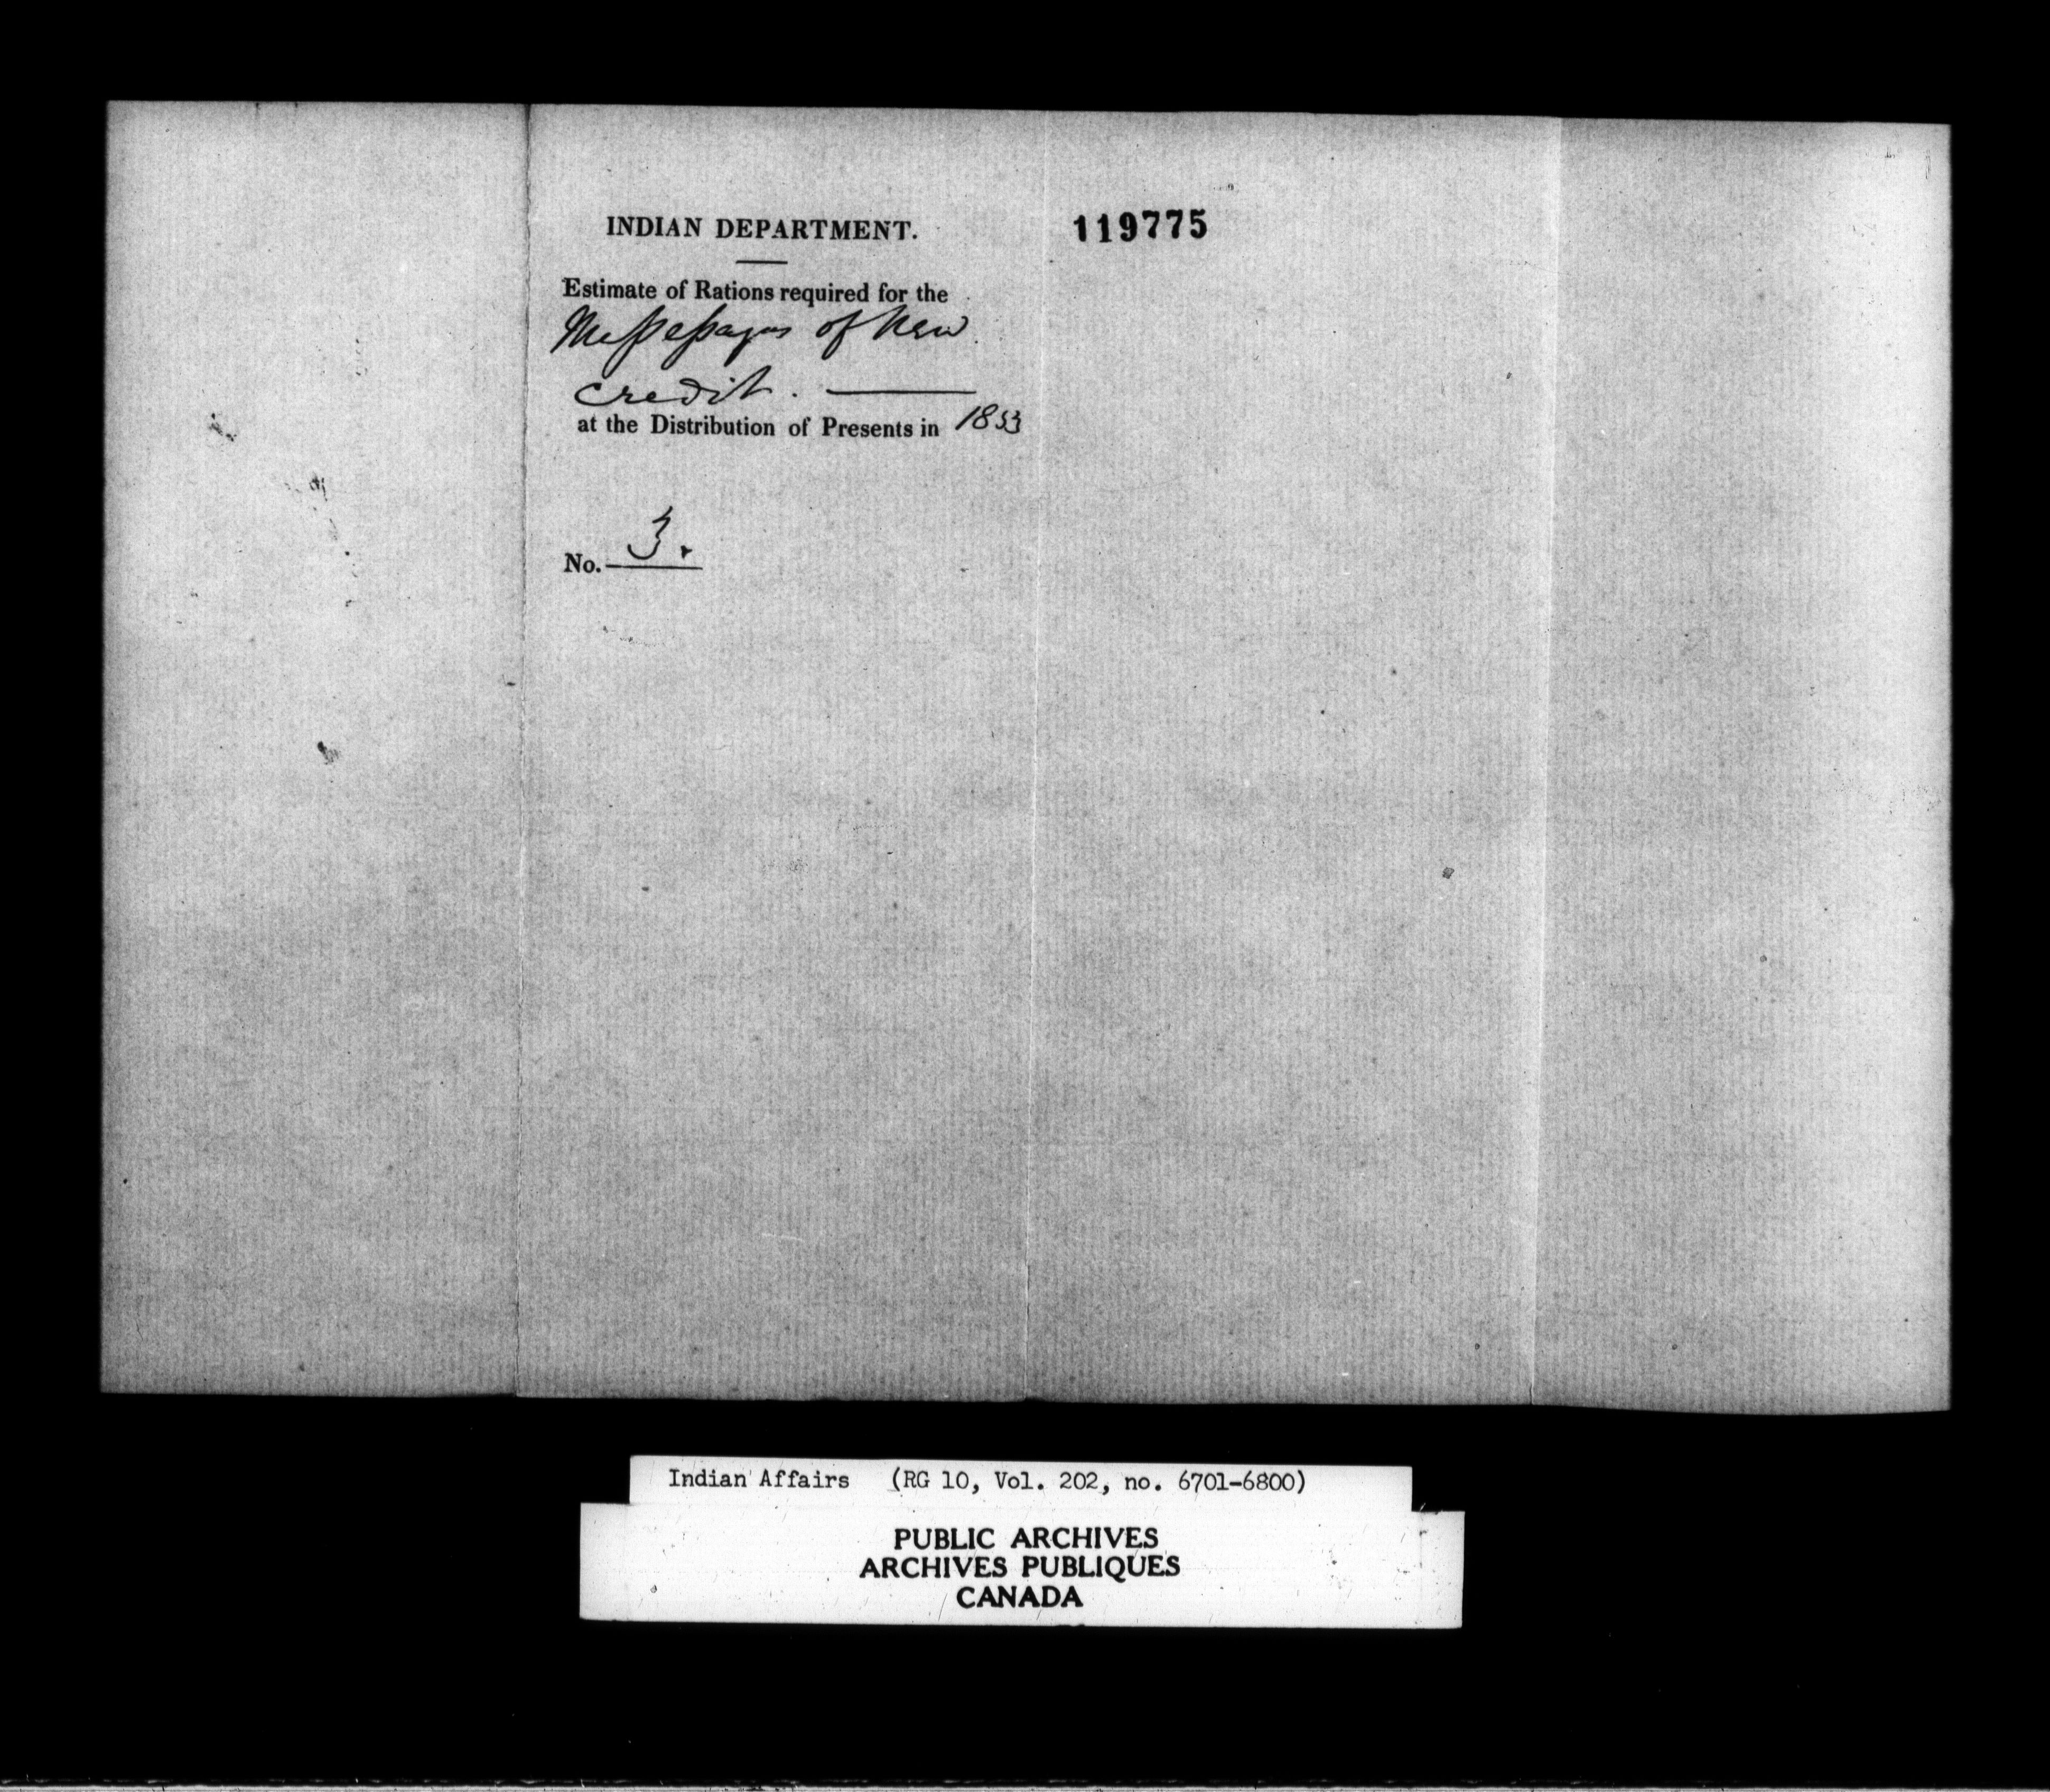 INDIAN DEPARTMENT.
119775
Estimate of Rations required for the
Messessagues of New
Credit.
at the Distribution of Presents in 1853
No. 3.
Indian Affairs (RG 10, Vol. 202, no. 6701-6800)
PUBLIC ARCHIVES
ARCHIVES PUBLIQUES
CANADA